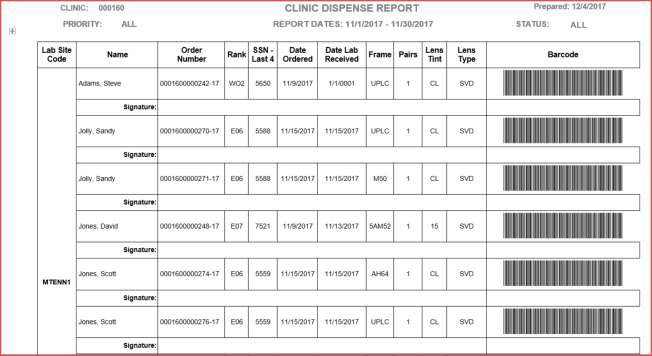 CLINIC: 000160 CLINIC DISPENSE REPORT Prepared: 12/4/2017
PRIORITY: ALL REPORT DATES: 11/1/2017 - 11/30/2017 STATUS: ALL
Lab Site Code Name Order Number Rank SSN - Last 4 Date Ordered Date Lab Received Frame Pairs Lens Tint Lens Type Barcode
Adams, Steve 0001600000242-17 WO2 5650 11/9/2017 1/1/0001 UPLC 1 CL SVD
Signature:
Jolly, Sandy 0001600000270-17 E06 5588 11/15/2017 11/15/2017 UPLC 1 CL SVD
Signature:
Jolly, Sandy 0001600000271-17 E06 5588 11/15/2017 11/15/2017 M50 1 CL SVD
Signature:
Jones, David 0001600000248-17 E07 7521 11/9/2017 11/13/2017 5AM52 1 15 SVD
Signature:
MTENN1 Jones, Scott 0001600000274-17 E06 5559 11/15/2017 11/15/2017 AH64 1 CL SVD
Signature:
Jones, Scott 0001600000276-17 E06 5559 11/15/2017 11/15/2017 UPLC 1 CL SVD
Signature: